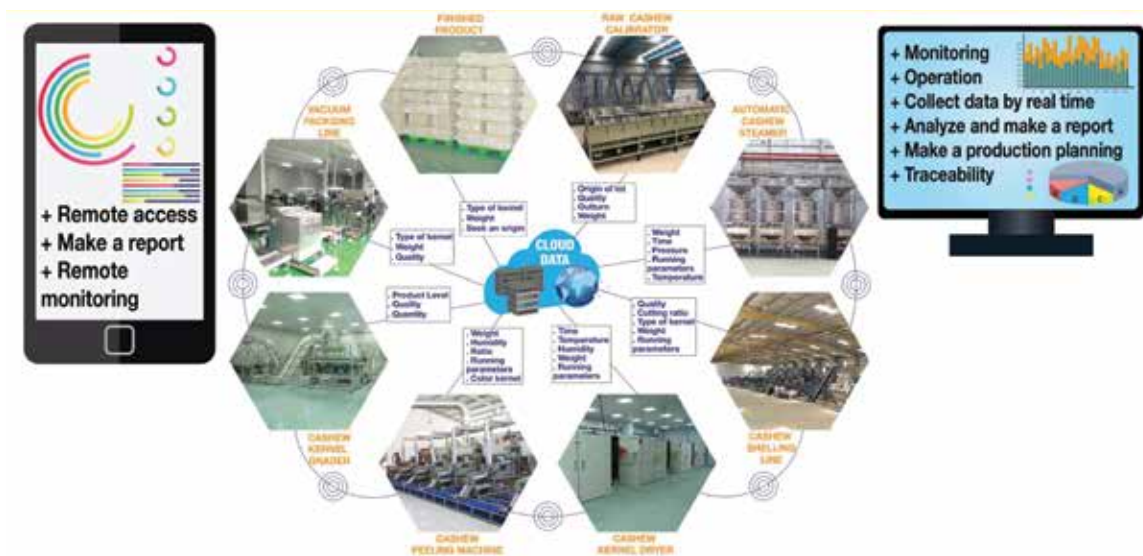 + Remote access
+ Make a report
+ Remote
monitoring
FINISHED
PRODUCT
RAW CASHEW
CALIBRATOR
VACUUM
PACKING
LINE
AUTOMATIC
CASHEW
STEAMER
. Type of kernel
. Weight
. Seek an origin
. Origin of lot
. Quality
. Outturn
. Weight
. Type of kernel
. Weight
. Quality
CLOUD
DATA
. Weight
. Time
. Pressure
. Running
parameters
. Temperature
. Product Level
. Quality
. Quantity
. Quality
. Cutting ratio
. Type of kernel
. Weight
. Running
parameters
. Weight
. Humidity
. Ratio
. Running
parameters
. Color kernel
. Time
. Temperature
. Humidity
. Weight
. Running
parameters
CASHEW
KERNEL
GRADER
CASHEW
SHELLING
LINE
CASHEW
PEELING MACHINE
CASHEW
KERNEL DRYER
+ Monitoring
+ Operation
+ Collect data by real time
+ Analyze and make a report
+ Make a production planning
+ Traceability